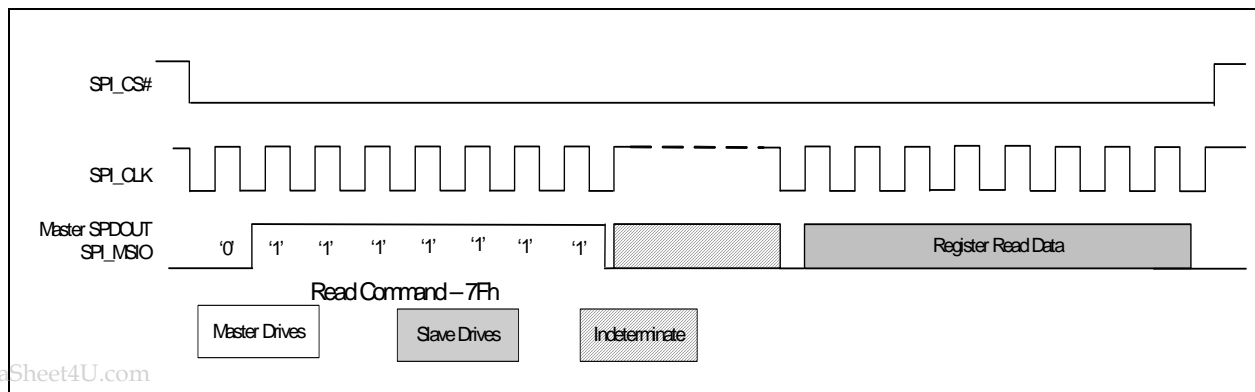 SPI_CS#
SPI_CLK
Master SPDOUT
SPI_MSIO
‘0’ ‘1’ ‘1’ ‘1’ ‘1’ ‘1’ ‘1’ ‘1’
Register Read Data
Read Command – 7Fh
Master Drives
Slave Drives
Indeterminate
aSheet4U.com